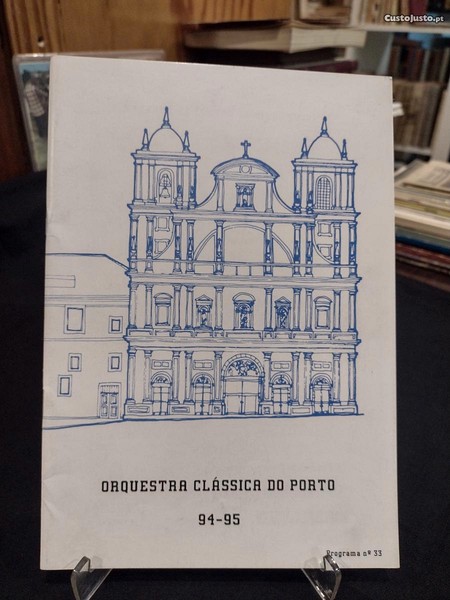 CustoJusto.pt
ORQUESTRA CLÁSSICA DO PORTO
94-95
Programa nº 33